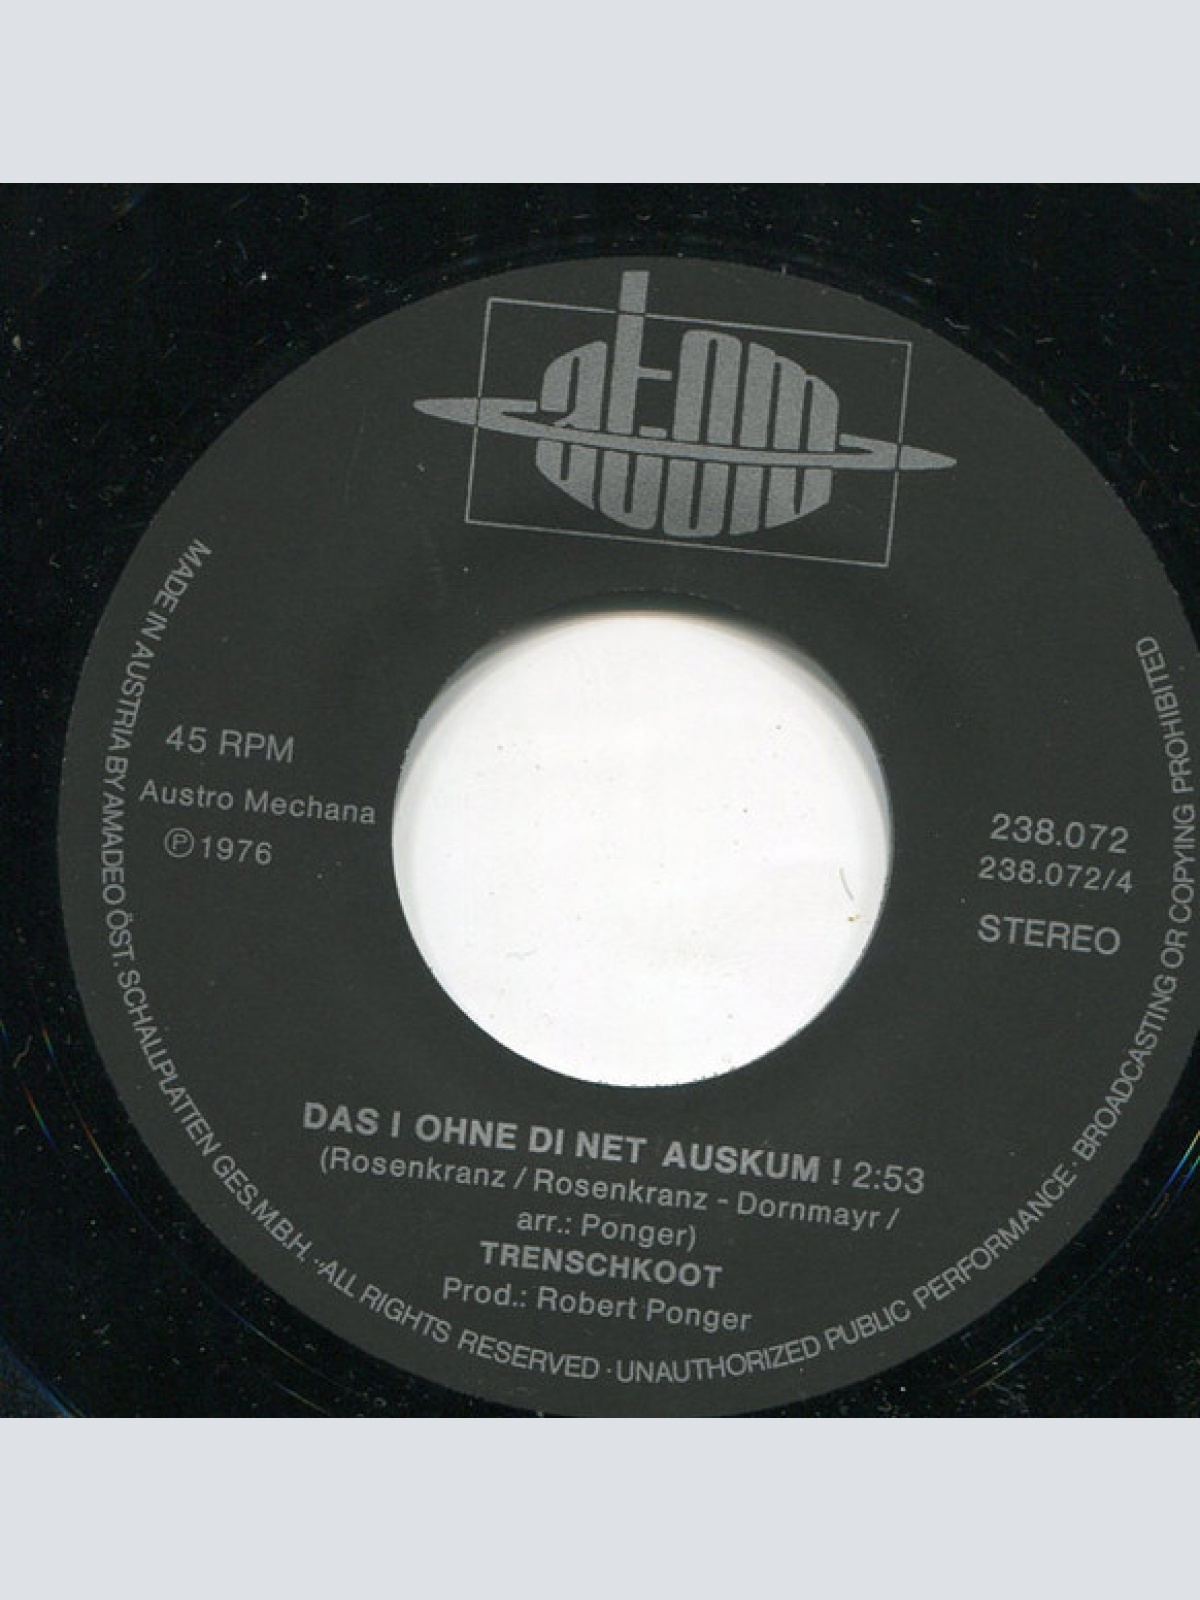 atom
MADE IN AUSTRIA BY AMADEO ÖST. SCHALLPLATTEN GES.M.B.H. ·· ALL RIGHTS RESERVED · UNAUTHORIZED PUBLIC PERFORMANCE · BROADCASTING OR COPYING PROHIBITED
45 RPM
Austro Mechana
Ⓟ 1976
238.072
238.072/4
STEREO
DAS I OHNE DI NET AUSKUM ! 2:53
(Rosenkranz / Rosenkranz - Dornmayr /
arr.: Ponger)
TRENSCHKOOT
Prod.: Robert Ponger